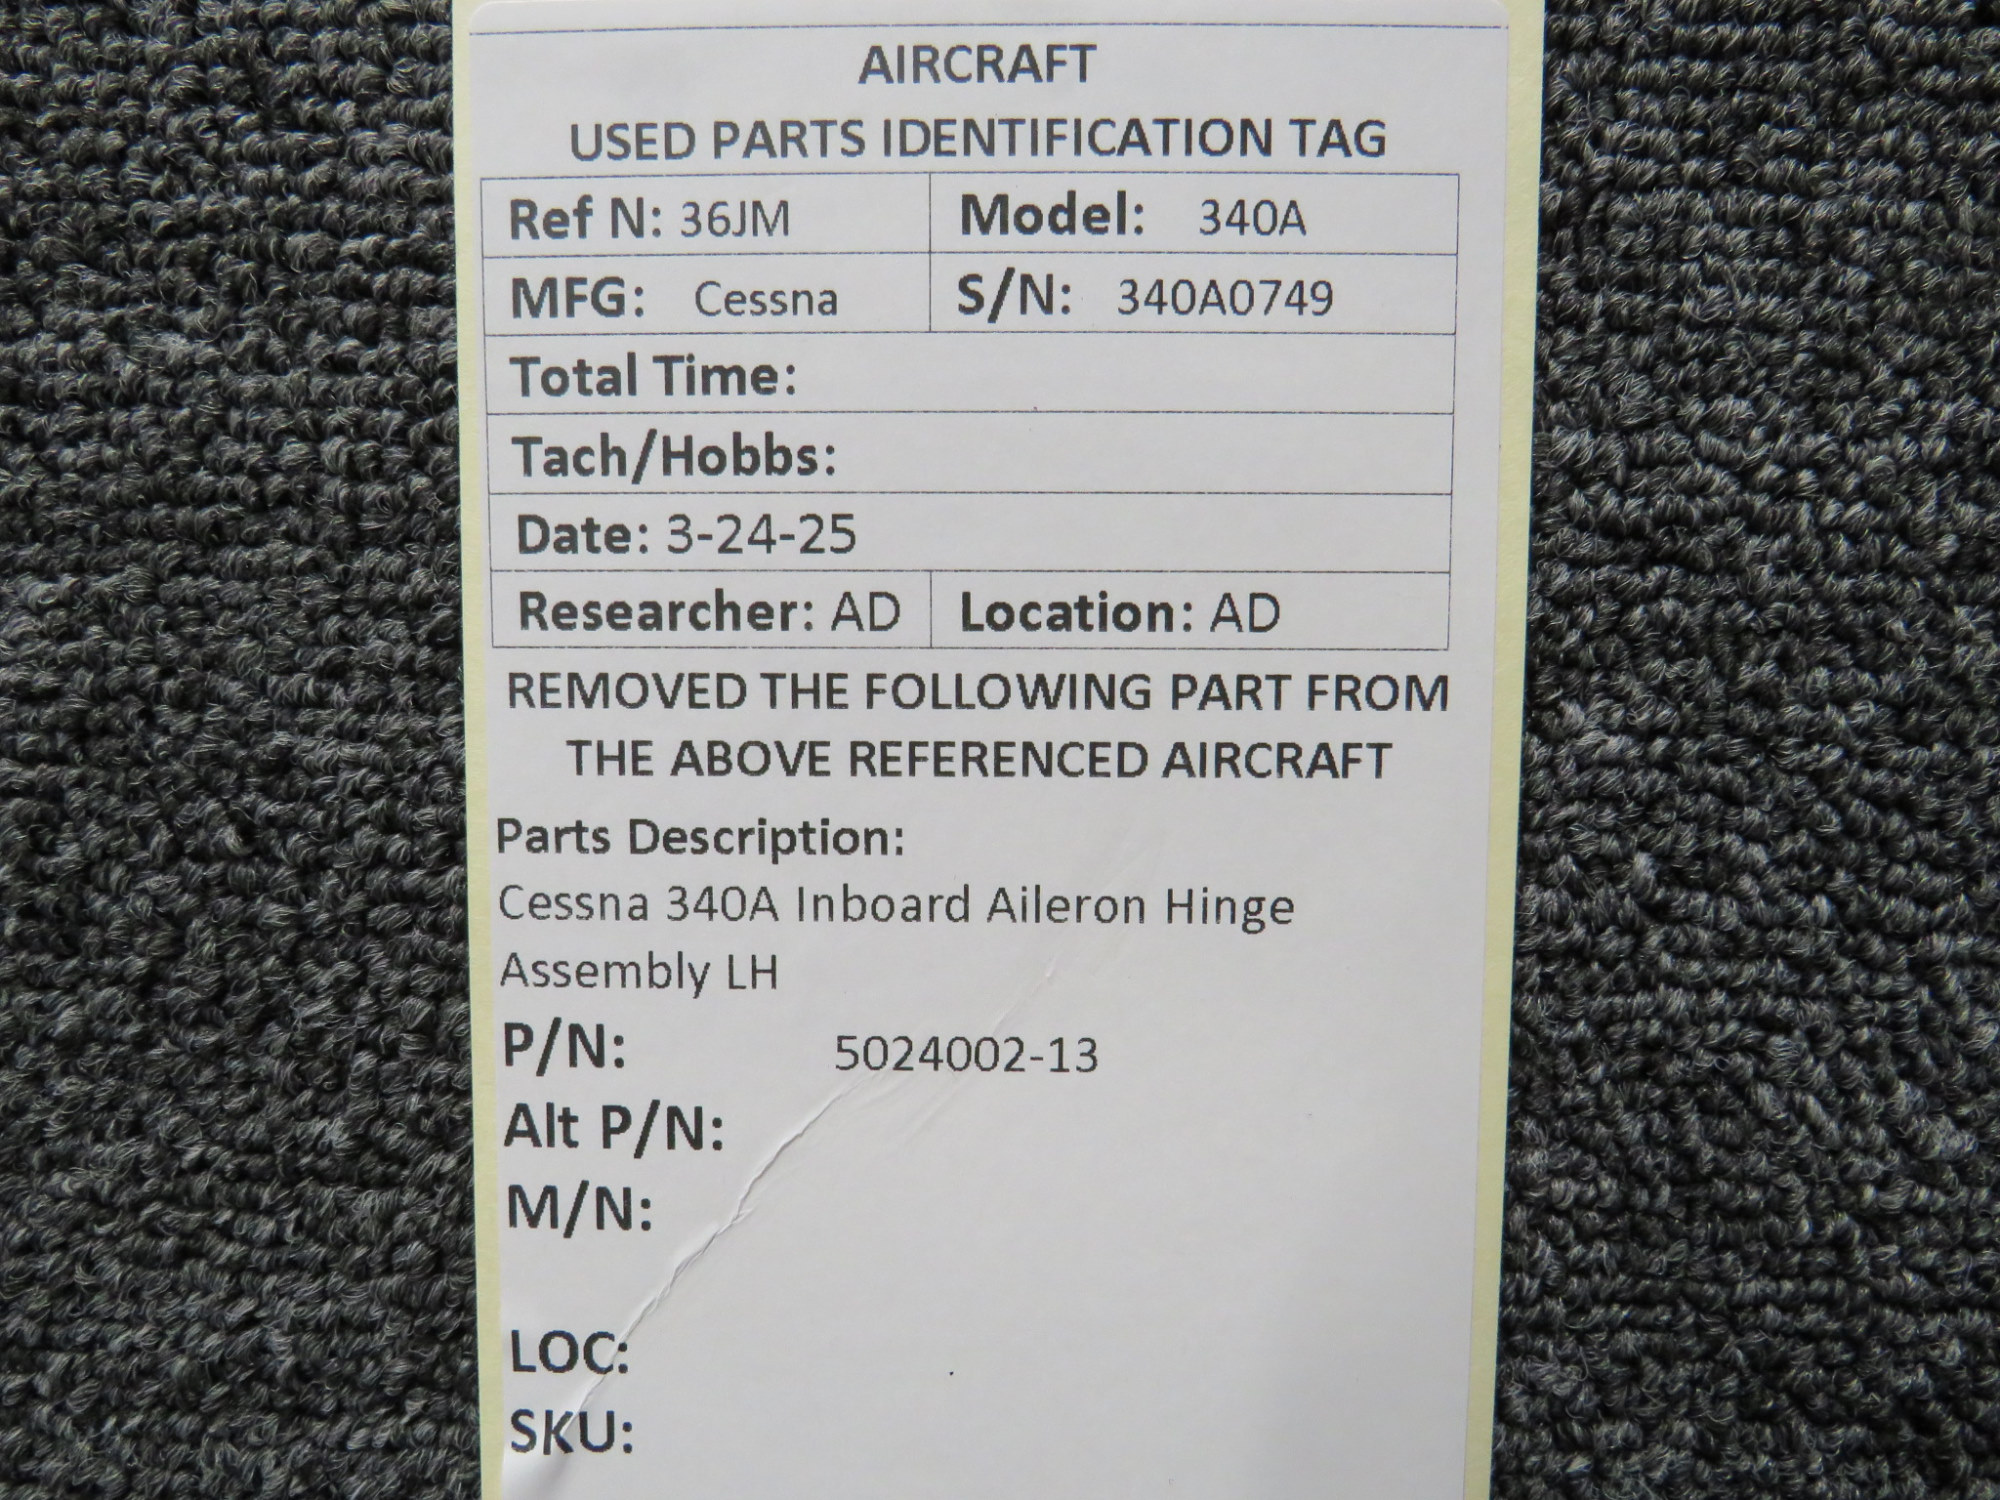 AIRCRAFT
USED PARTS IDENTIFICATION TAG
Ref N: 36JM Model: 340A
MFG: Cessna S/N: 340A0749
Total Time:
Tach/Hobbs:
Date: 3-24-25
Researcher: AD Location: AD
REMOVED THE FOLLOWING PART FROM
THE ABOVE REFERENCED AIRCRAFT
Parts Description:
Cessna 340A Inboard Aileron Hinge
Assembly LH
P/N: 5024002-13
Alt P/N:
M/N:
LOC:
SKU: